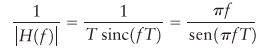 1/|H(f)| = 1/(T sinc(fT)) = πf/sen(πfT)